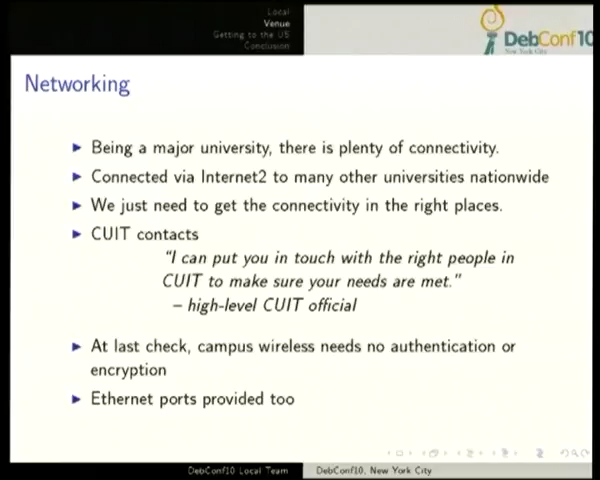 Local
Venue
Getting to the US
Conclusion
DebConf10
New York City
Networking
Being a major university, there is plenty of connectivity.
Connected via Internet2 to many other universities nationwide
We just need to get the connectivity in the right places.
CUIT contacts
"I can put you in touch with the right people in
CUIT to make sure your needs are met."
– high-level CUIT official
At last check, campus wireless needs no authentication or
encryption
Ethernet ports provided too
DebConf10 Local Team
DebConf10, New York City